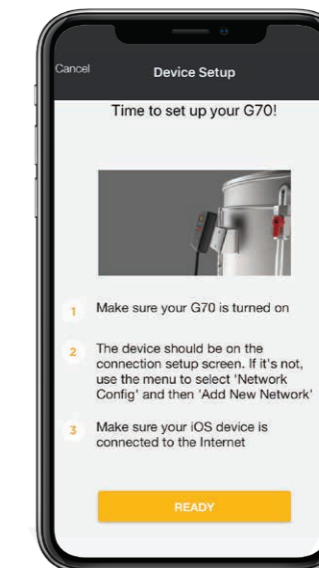 Cancel
Device Setup
Time to set up your G70!
1
Make sure your G70 is turned on
2
The device should be on the
connection setup screen. If it's not,
use the menu to select 'Network
Config' and then 'Add New Network'
3
Make sure your iOS device is
connected to the Internet
READY